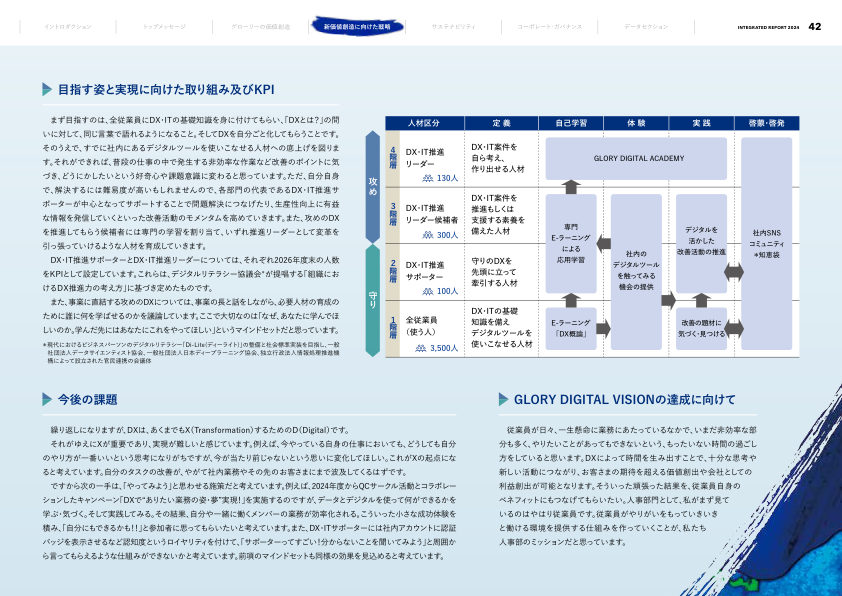 イントロダクション
トップメッセージ
グローリーの価値創造
新価値創造に向けた戦略
サステナビリティ
コーポレート・ガバナンス
データセクション
INTEGRATED REPORT 2024 42
目指す姿と実現に向けた取り組み及びKPI
まず目指すのは、全従業員にDX・ITの基礎知識を身に付けてもらい、「DXとは?」の問
いに対して、同じ言葉で語れるようになること。そしてDXを自分ごと化してもらうことです。
そのうえで、すでに社内にあるデジタルツールを使いこなせる人材への底上げを図りま
す。それができれば、普段の仕事の中で発生する非効率な作業など改善のポイントに気
づき、どうにかしたいという好奇心や課題意識に変わると思っています。ただ、自分自身
で、解決するには難易度が高いもしれませんので、各部門の代表であるDX・IT推進サ
ポーターが中心となってサポートすることで問題解決につなげたり、生産性向上に有益
な情報を発信していくといった改善活動のモメンタムを高めていきます。また、攻めのDX
を推進してもらう候補者には専門の学習を割り当て、いずれ推進リーダーとして変革を
引っ張っていけるような人材を育成していきます。
DX・IT推進サポーターとDX・IT推進リーダーについては、それぞれ2026年度末の人数
をKPIとして設定しています。これらは、デジタルリテラシー協議会*が提唱する「組織にお
けるDX推進力の考え方」に基づき定めたものです。
また、事業に直結する攻めのDXについては、事業の長と話をしながら、必要人材の育成の
ために誰に何を学ばせるのかを議論しています。ここで大切なのは「なぜ、あなたに学んでほ
しいのか。学んだ先にはあなたにこれをやってほしい」というマインドセットだと思っています。
*現代におけるビジネスパーソンのデジタルリテラシー「Di-Lite(ディーライト)」の整備と社会標準実装を目指し、一般
社団法人データサイエンティスト協会、一般社団法人日本ディープラーニング協会、独立行政法人情報処理推進機
構によって設立された官民連携の会議体
人材区分 定義 自己学習 体験 実践 啓蒙・啓発
攻め
守り
4階層
DX・IT推進
リーダー
130人
DX・IT案件を
自ら考え、
作り出せる人材
GLORY DIGITAL ACADEMY
3階層
DX・IT推進
リーダー候補者
300人
DX・IT案件を
推進もしくは
支援する素養を
備えた人材
専門
E-ラーニング
による
応用学習
社内の
デジタルツール
を触ってみる
機会の提供
デジタルを
活かした
改善活動の推進
社内SNS
コミュニティ
*知恵袋
2階層
DX・IT推進
サポーター
100人
守りのDXを
先頭に立って
牽引する人材
1階層
全従業員
(使う人)
3,500人
DX・ITの基礎
知識を備え
デジタルツールを
使いこなせる人材
E-ラーニング
「DX概論」
改善の題材に
気づく・見つける
今後の課題
繰り返しになりますが、DXは、あくまでもX(Transformation)するためのD(Digital)です。
それがゆえにXが重要であり、実現が難しいと感じています。例えば、今やっている自身の仕事においても、どうしても自分
のやり方が一番いいという思考になりがちですが、今が当たり前じゃないという思いに変化してほしい。これがXの起点にな
ると考えています。自分のタスクの改善が、やがて社内業務やその先のお客さまにまで波及してくるはずです。
ですから次の一手は、「やってみよう」と思わせる施策だと考えています。例えば、2024年度からQCサークル活動とコラボレー
ションしたキャンペーン「DXで“ありたい業務の姿・夢”実現!」を実施するのですが、データとデジタルを使って何ができるかを
学ぶ・気づく、そして実践してみる。その結果、自分や一緒に働くメンバーの業務が効率化される。こういった小さな成功体験を
積み、「自分にもできるかも!!」と参加者に思ってもらいたいと考えています。また、DX・ITサポーターには社内アカウントに認証
バッジを表示させるなど認知度というロイヤリティを付けて、「サポーターってすごい!分からないことを聞いてみよう」と周囲か
ら言ってもらえるような仕組みができないかと考えています。前項のマインドセットも同様の効果を見込めると考えています。
GLORY DIGITAL VISIONの達成に向けて
従業員が日々、一生懸命に業務にあたっているなかで、いまだ非効率な部
分も多く、やりたいことがあってもできないという、もったいない時間の過ごし
方をしていると思います。DXによって時間を生み出すことで、十分な思考や
新しい活動につながり、お客さまの期待を超える価値創出や会社としての
利益創出が可能となります。そういった頑張った結果を、従業員自身の
ベネフィットにもつなげてもらいたい。人事部門として、私がまず見て
いるのはやはり従業員です。従業員がやりがいをもっていきいき
と働ける環境を提供する仕組みを作っていくことが、私たち
人事部のミッションだと思っています。